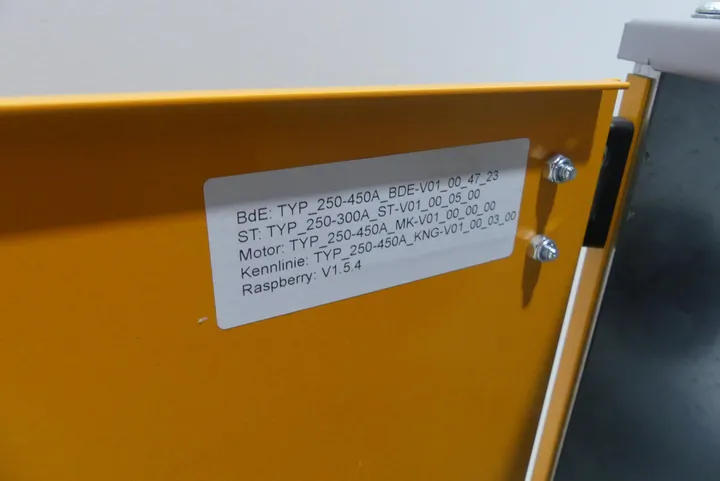 BdE: TYP_250-450A_BDE-V01_00_47_23
ST: TYP_250-300A_ST-V01_00_05_00
Motor: TYP_250-450A_MK-V01_00_00_00
Kennlinie: TYP_250-450A_KNG-V01_00_03_00
Raspberry: V1.5.4